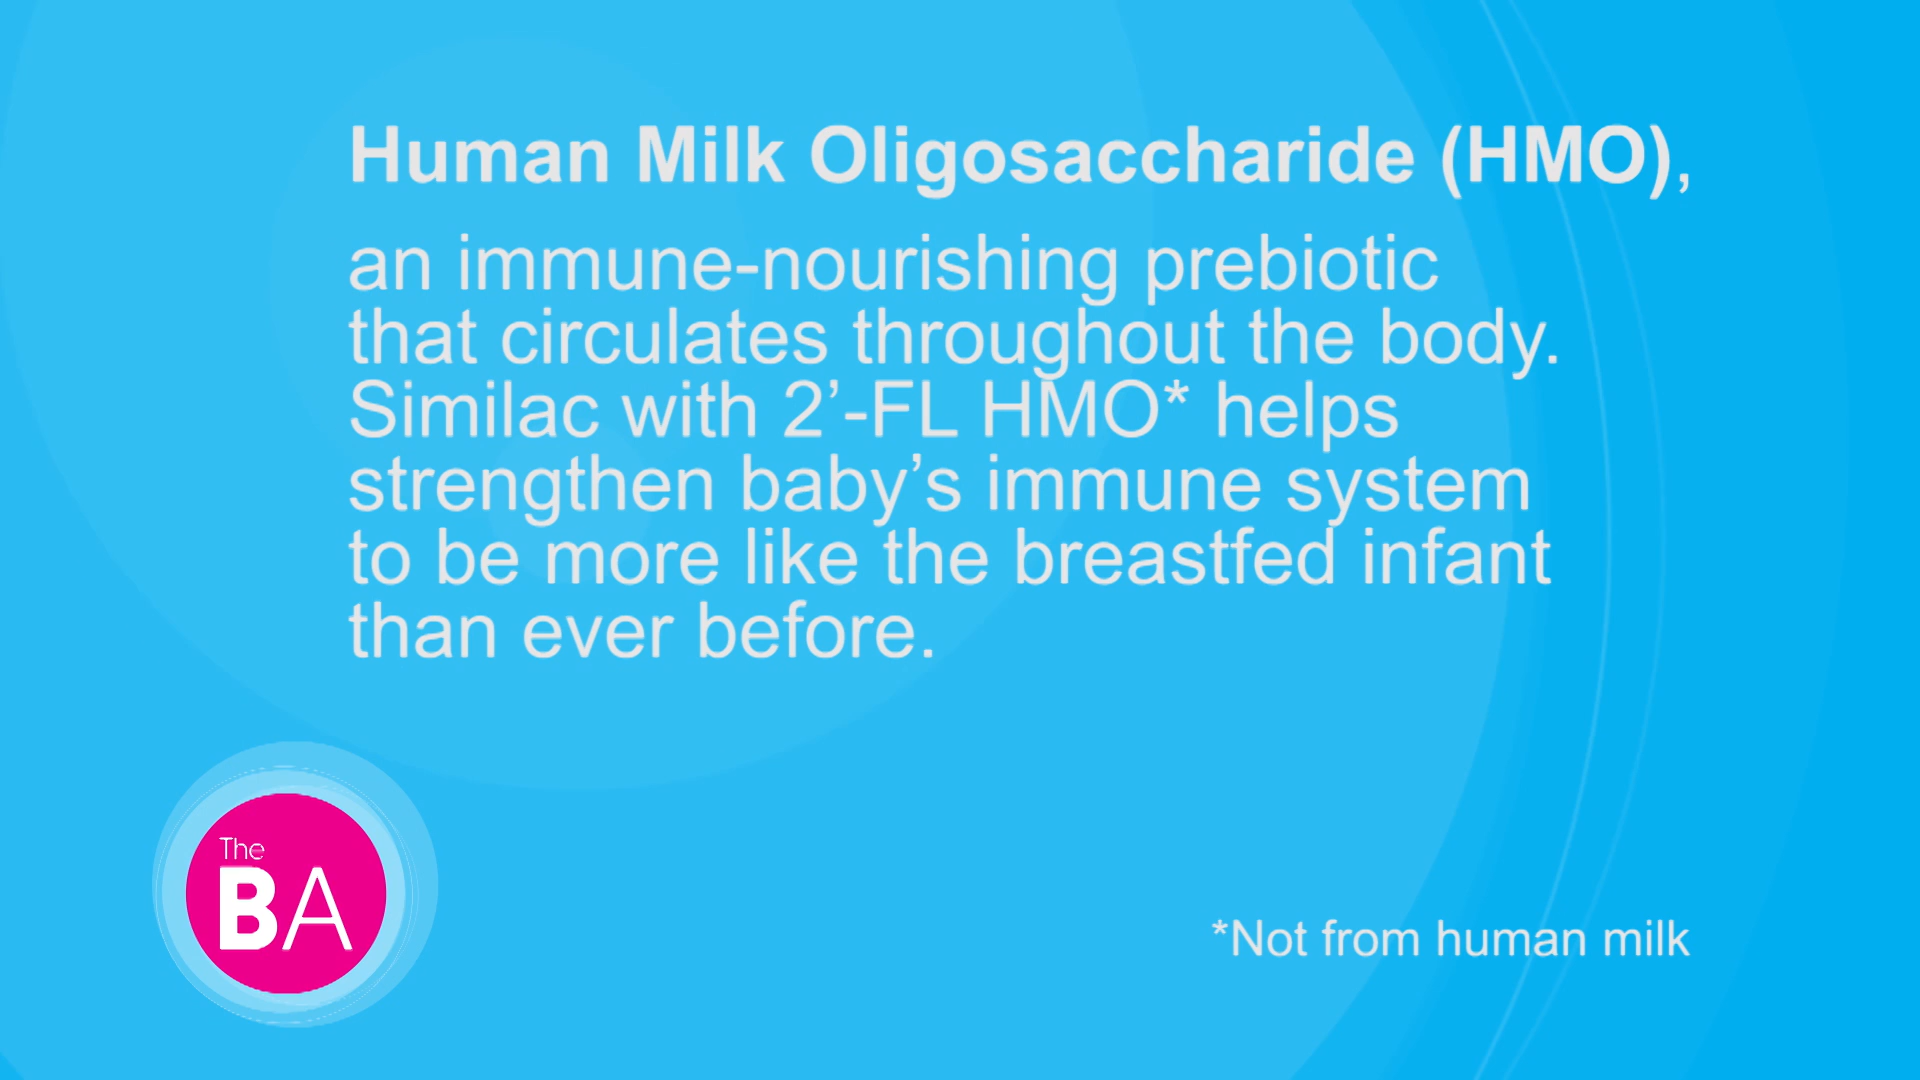 Human Milk Oligosaccharide (HMO),
an immune-nourishing prebiotic
that circulates throughout the body.
Similac with 2’-FL HMO* helps
strengthen baby’s immune system
to be more like the breastfed infant
than ever before.
The
BA
*Not from human milk